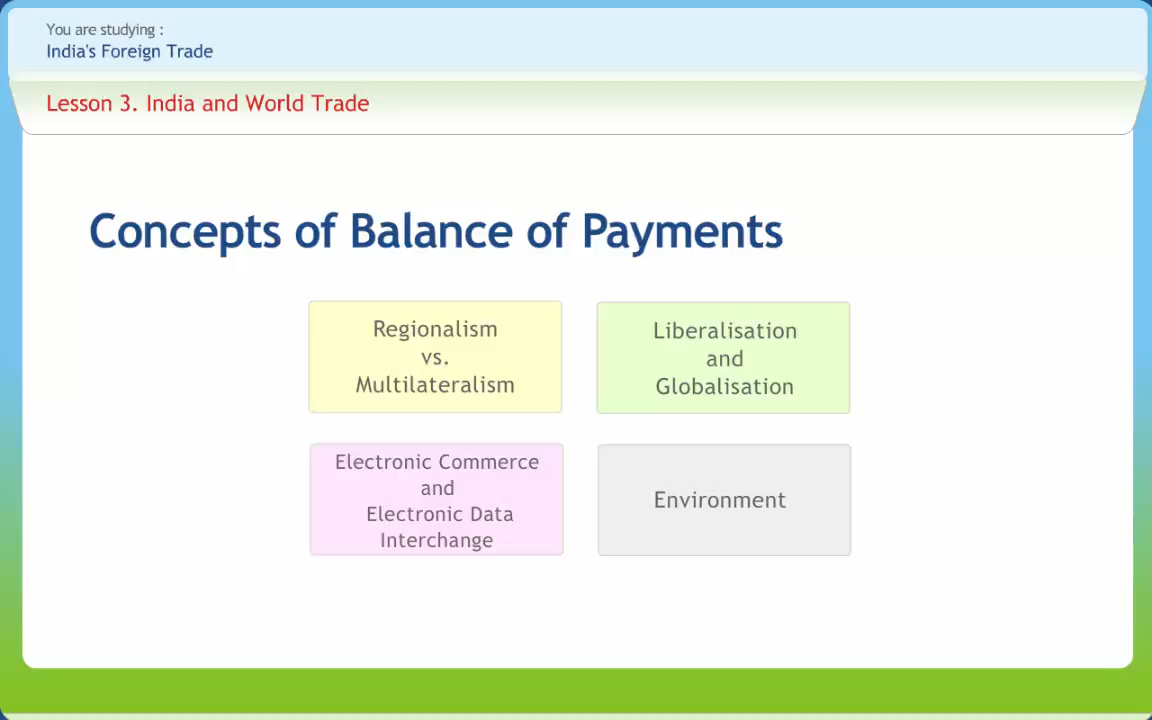 You are studying :
India's Foreign Trade
Lesson 3. India and World Trade
Concepts of Balance of Payments
Regionalism
vs.
Multilateralism
Liberalisation
and
Globalisation
Electronic Commerce
and
Electronic Data
Interchange
Environment